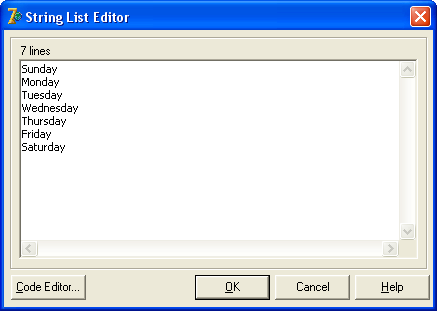 String List Editor
7 lines
Sunday
Monday
Tuesday
Wednesday
Thursday
Friday
Saturday
Code Editor... OK Cancel Help